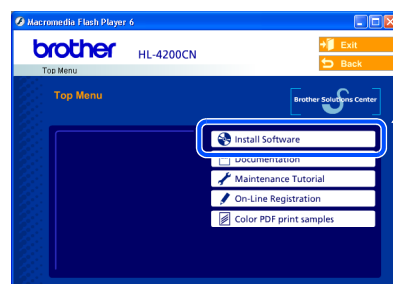 Macromedia Flash Player 6
brother HL-4200CN
Exit
Back
Top Menu
Top Menu
Brother Solutions Center
Install Software
Documentation
Maintenance Tutorial
On-Line Registration
Color PDF print samples